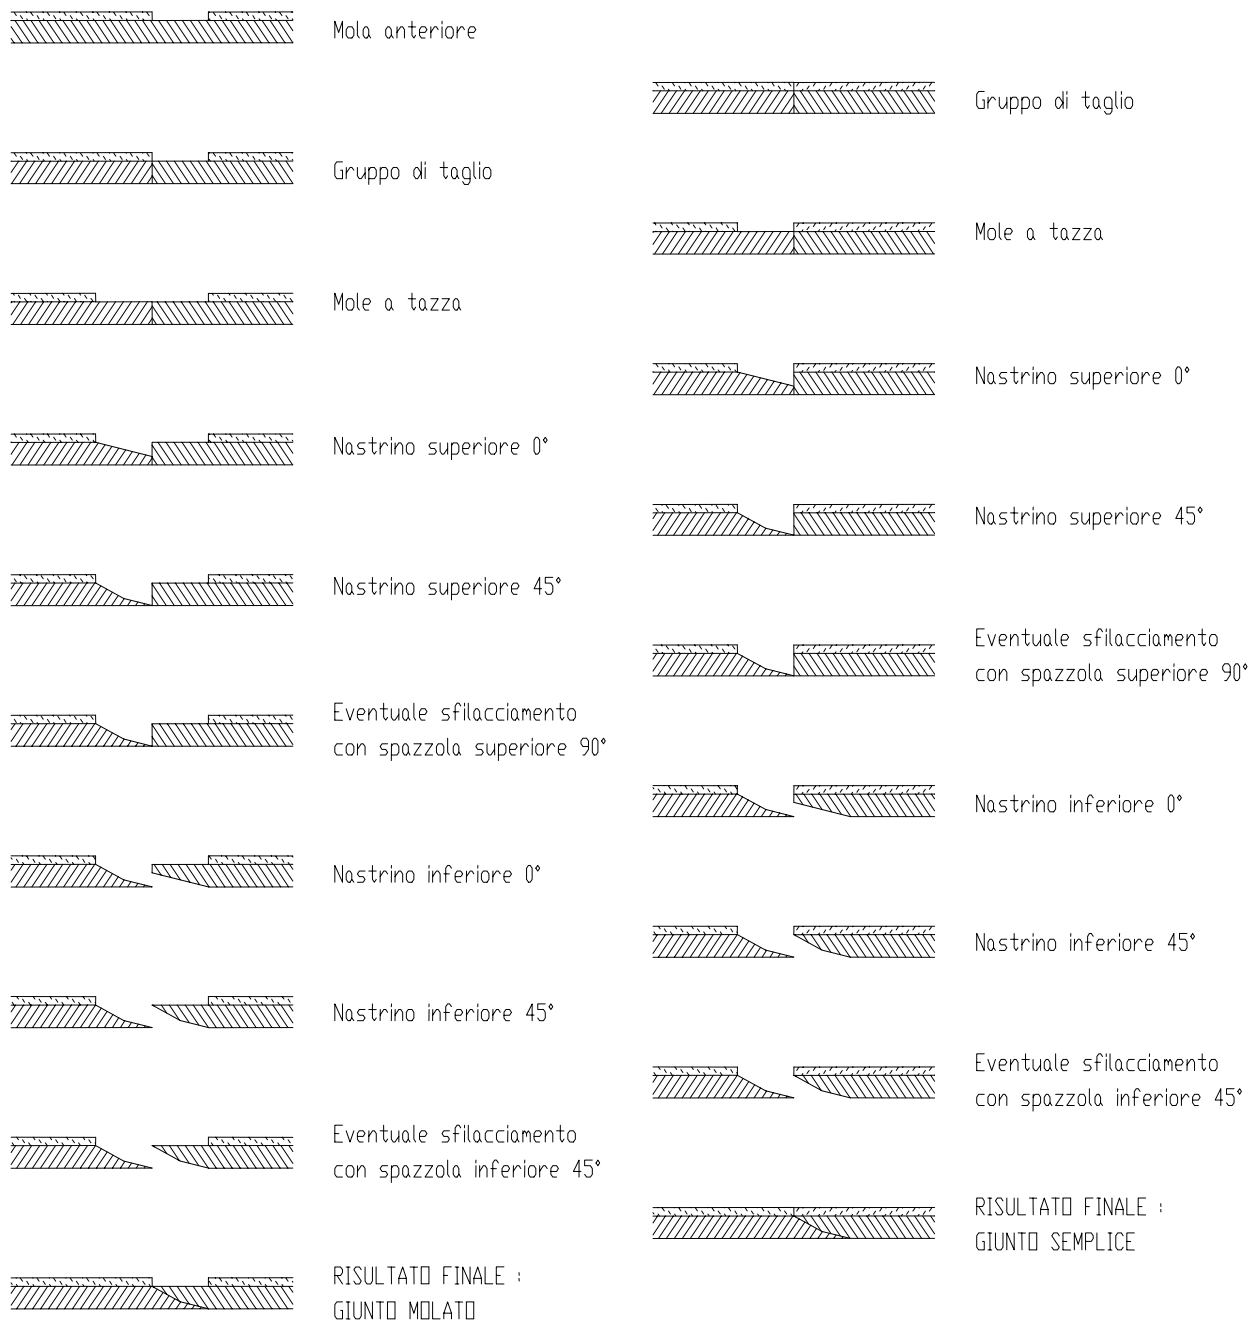 Mola anteriore
Gruppo di taglio
Mole a tazza
Nastrino superiore 0°
Nastrino superiore 45°
Eventuale sfilacciamento
con spazzola superiore 90°
Nastrino inferiore 0°
Nastrino inferiore 45°
Eventuale sfilacciamento
con spazzola inferiore 45°
RISULTATO FINALE :
GIUNTO MOLATO
Gruppo di taglio
Mole a tazza
Nastrino superiore 0°
Nastrino superiore 45°
Eventuale sfilacciamento
con spazzola superiore 90°
Nastrino inferiore 0°
Nastrino inferiore 45°
Eventuale sfilacciamento
con spazzola inferiore 45°
RISULTATO FINALE :
GIUNTO SEMPLICE